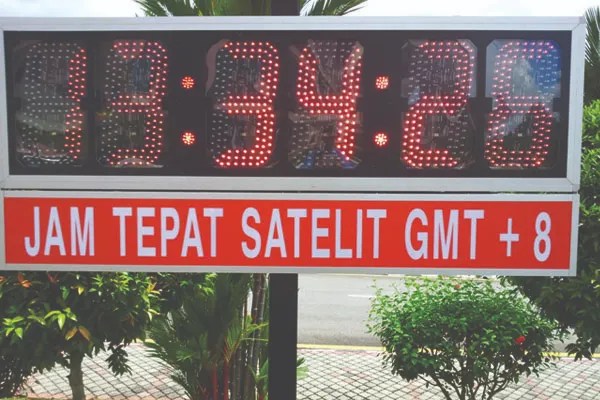 13:34:26
JAM TEPAT SATELIT GMT + 8